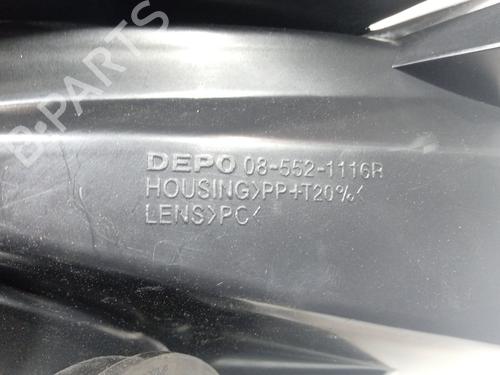 B-PARTS
DEPO 08-552-1116R
HOUSING>PP+T20%<
LENS>PC<